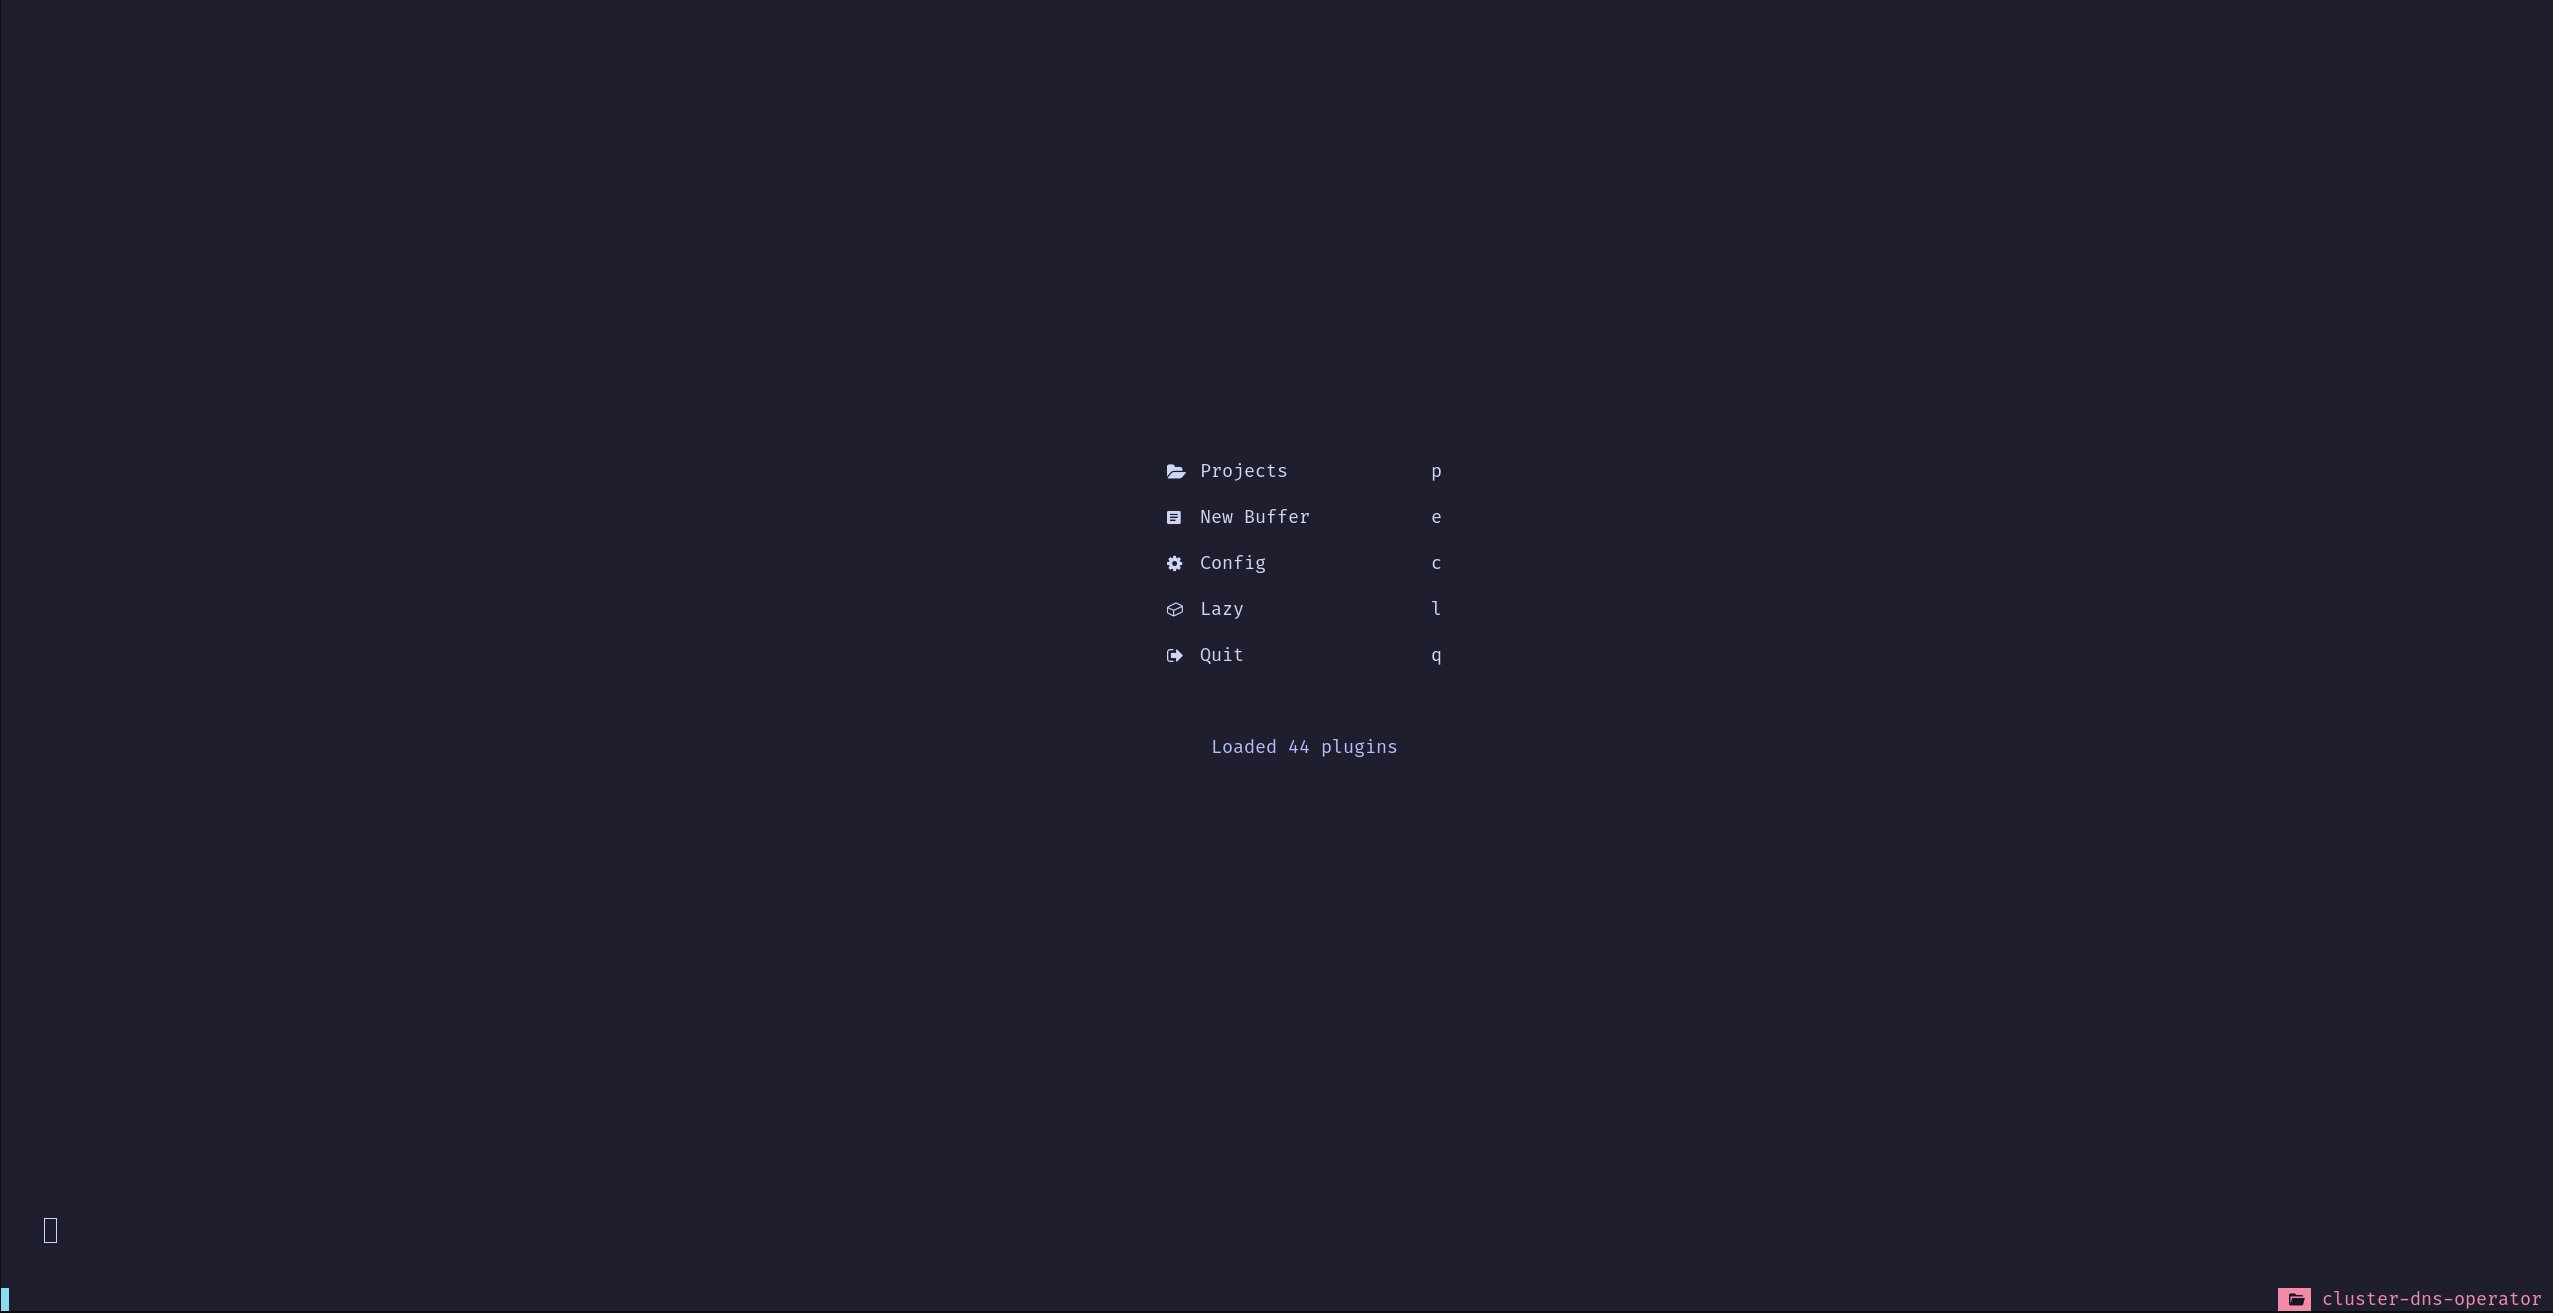 Projects p
New Buffer e
Config c
Lazy l
Quit q
Loaded 44 plugins
cluster-dns-operator